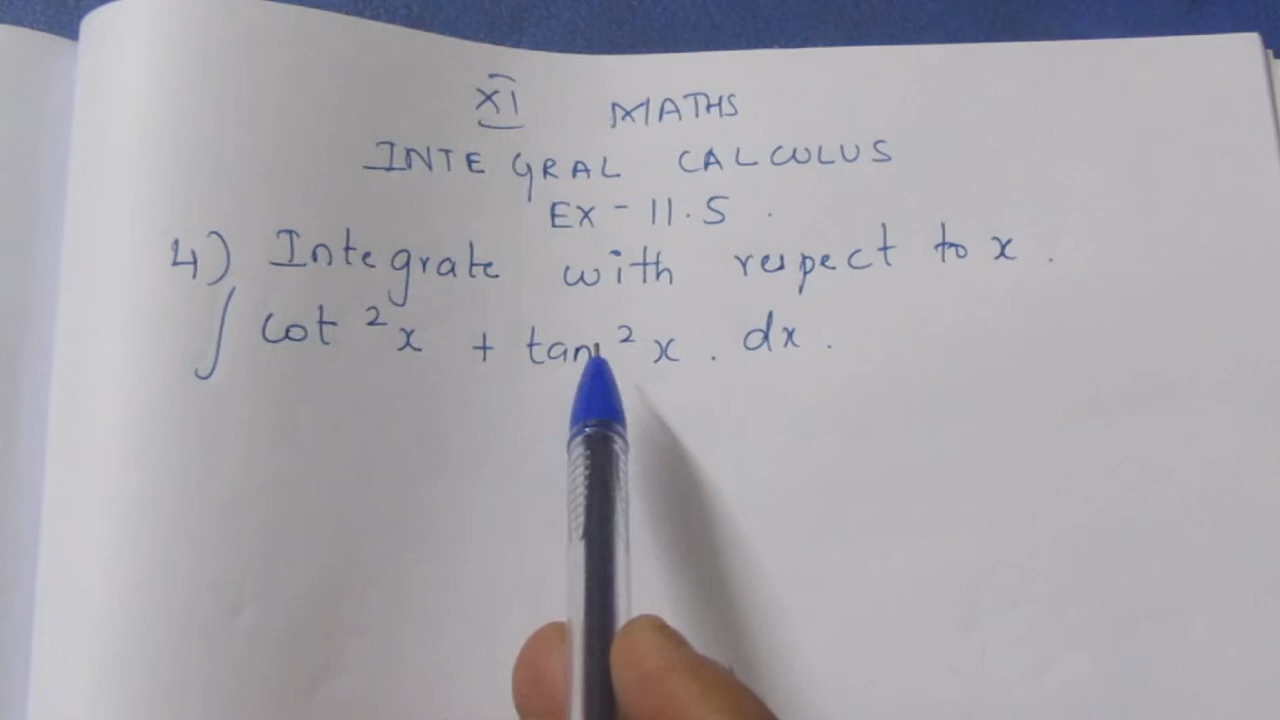 XI MATHS
INTEGRAL CALCULUS
EX - 11.5 .
4) Integrate with respect to x .
∫ cot ²x + tan ²x . dx .